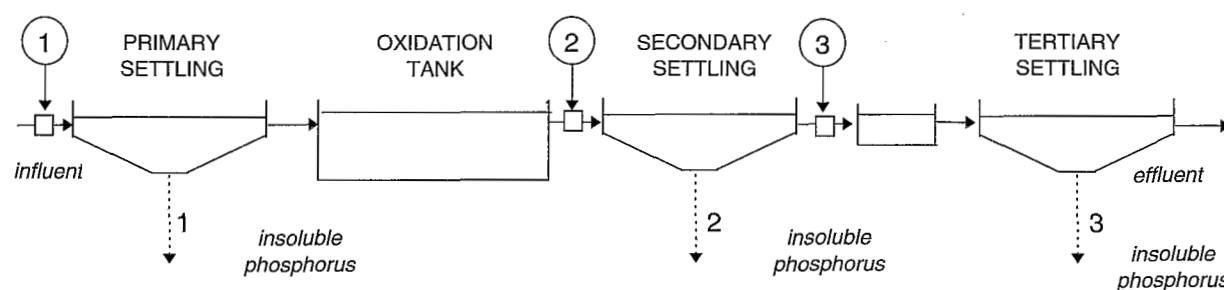 1
PRIMARY
SETTLING
OXIDATION
TANK
2
SECONDARY
SETTLING
3
TERTIARY
SETTLING
influent
effluent
1
insoluble
phosphorus
2
insoluble
phosphorus
3
insoluble
phosphorus